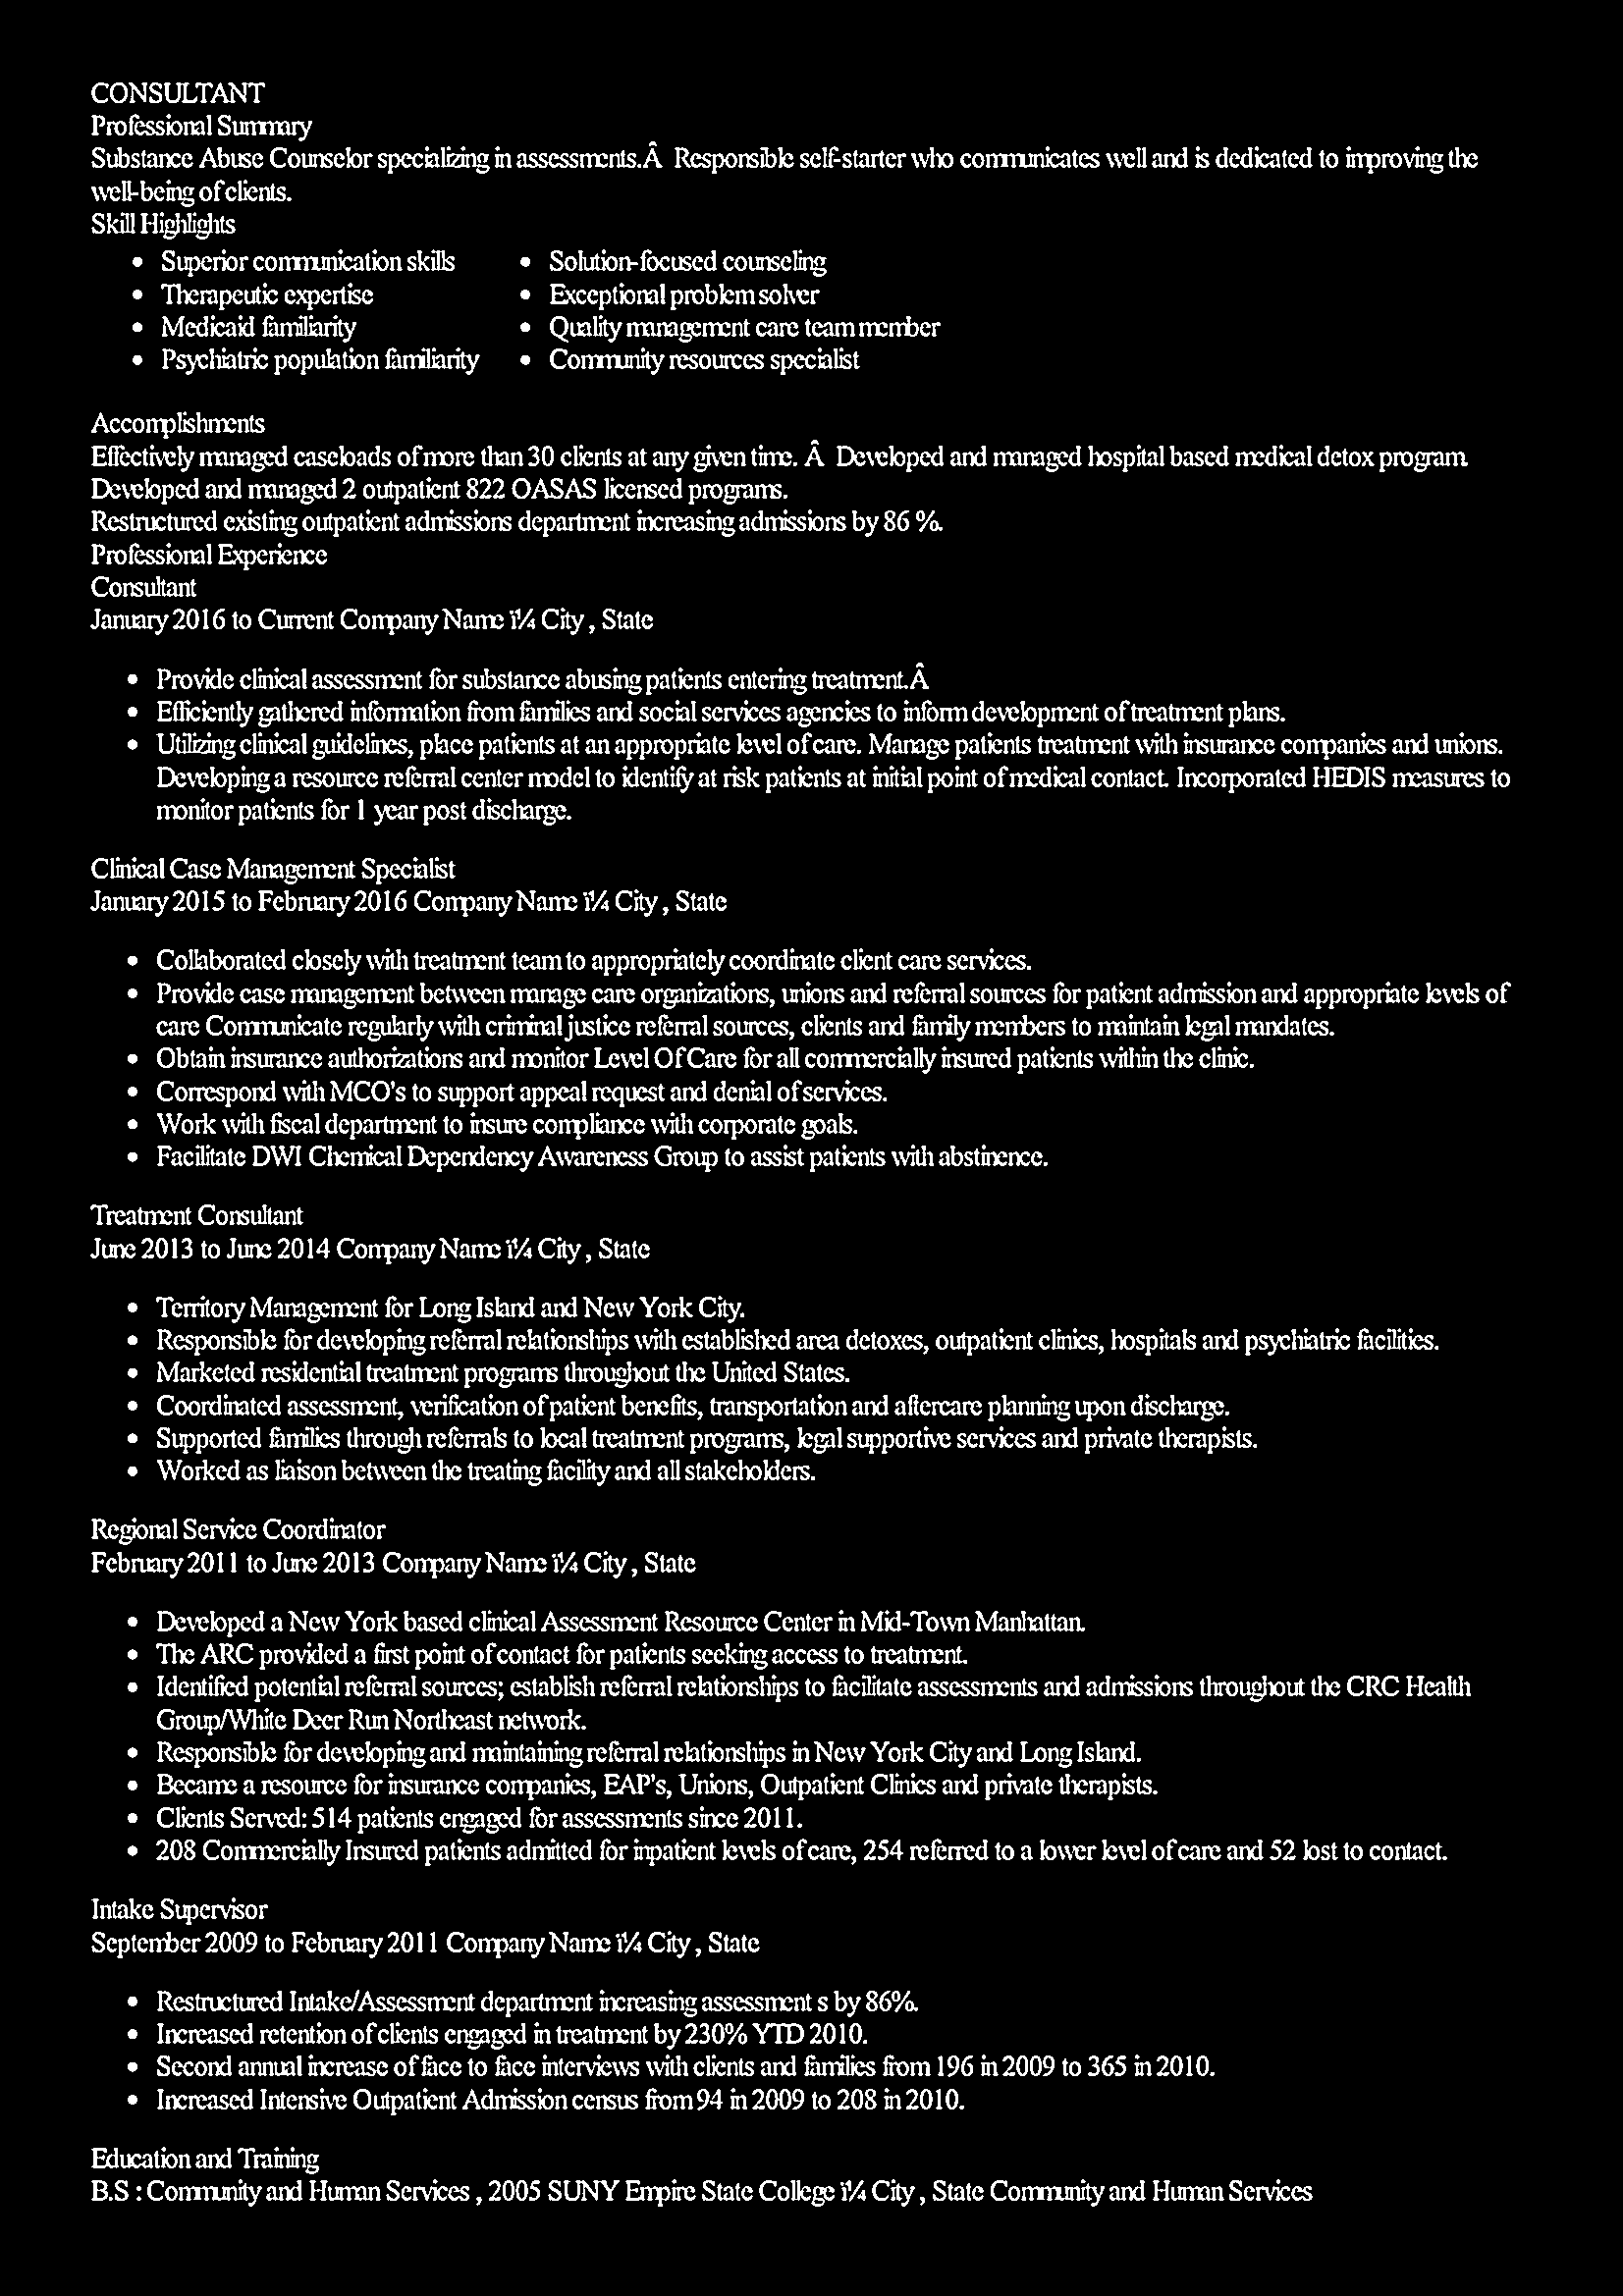 CONSULTANT
Professional Summary
Substance Abuse Counselor specializing in assessments.Â  Responsible self-starter who communicates well and is dedicated to improving the
well-being of clients.
Skill Highlights
• Superior communication skills
• Therapeutic expertise
• Medicaid familiarity
• Psychiatric population familiarity
• Solution-focused counseling
• Exceptional problem solver
• Quality management care team member
• Community resources specialist
Accomplishments
Effectively managed caseloads of more than 30 clients at any given time. Â  Developed and managed hospital based medical detox program.
Developed and managed 2 outpatient 822 OASAS licensed programs.
Restructured existing outpatient admissions department increasing admissions by 86 %.
Professional Experience
Consultant
January 2016 to Current Company Name ï¼ City , State
• Provide clinical assessment for substance abusing patients entering treatment.Â
• Efficiently gathered information from families and social services agencies to inform development of treatment plans.
• Utilizing clinical guidelines, place patients at an appropriate level of care. Manage patients treatment with insurance companies and unions.
Developing a resource referral center model to identify at risk patients at initial point of medical contact. Incorporated HEDIS measures to
monitor patients for 1 year post discharge.
Clinical Case Management Specialist
January 2015 to February 2016 Company Name ï¼ City , State
• Collaborated closely with treatment team to appropriately coordinate client care services.
• Provide case management between manage care organizations, unions and referral sources for patient admission and appropriate levels of
care Communicate regularly with criminal justice referral sources, clients and family members to maintain legal mandates.
• Obtain insurance authorizations and monitor Level Of Care for all commercially insured patients within the clinic.
• Correspond with MCO's to support appeal request and denial of services.
• Work with fiscal department to insure compliance with corporate goals.
• Facilitate DWI Chemical Dependency Awareness Group to assist patients with abstinence.
Treatment Consultant
June 2013 to June 2014 Company Name ï¼ City , State
• Territory Management for Long Island and New York City.
• Responsible for developing referral relationships with established area detoxes, outpatient clinics, hospitals and psychiatric facilities.
• Marketed residential treatment programs throughout the United States.
• Coordinated assessment, verification of patient benefits, transportation and aftercare planning upon discharge.
• Supported families through referrals to local treatment programs, legal supportive services and private therapists.
• Worked as liaison between the treating facility and all stakeholders.
Regional Service Coordinator
February 2011 to June 2013 Company Name ï¼ City , State
• Developed a New York based clinical Assessment Resource Center in Mid-Town Manhattan.
• The ARC provided a first point of contact for patients seeking access to treatment.
• Identified potential referral sources; establish referral relationships to facilitate assessments and admissions throughout the CRC Health
Group/White Deer Run Northeast network.
• Responsible for developing and maintaining referral relationships in New York City and Long Island.
• Became a resource for insurance companies, EAP's, Unions, Outpatient Clinics and private therapists.
• Clients Served: 514 patients engaged for assessments since 2011.
• 208 Commercially Insured patients admitted for inpatient levels of care, 254 referred to a lower level of care and 52 lost to contact.
Intake Supervisor
September 2009 to February 2011 Company Name ï¼ City , State
• Restructured Intake/Assessment department increasing assessment s by 86%.
• Increased retention of clients engaged in treatment by 230% YTD 2010.
• Second annual increase of face to face interviews with clients and families from 196 in 2009 to 365 in 2010.
• Increased Intensive Outpatient Admission census from 94 in 2009 to 208 in 2010.
Education and Training
B.S : Community and Human Services , 2005 SUNY Empire State College ï¼ City , State Community and Human Services